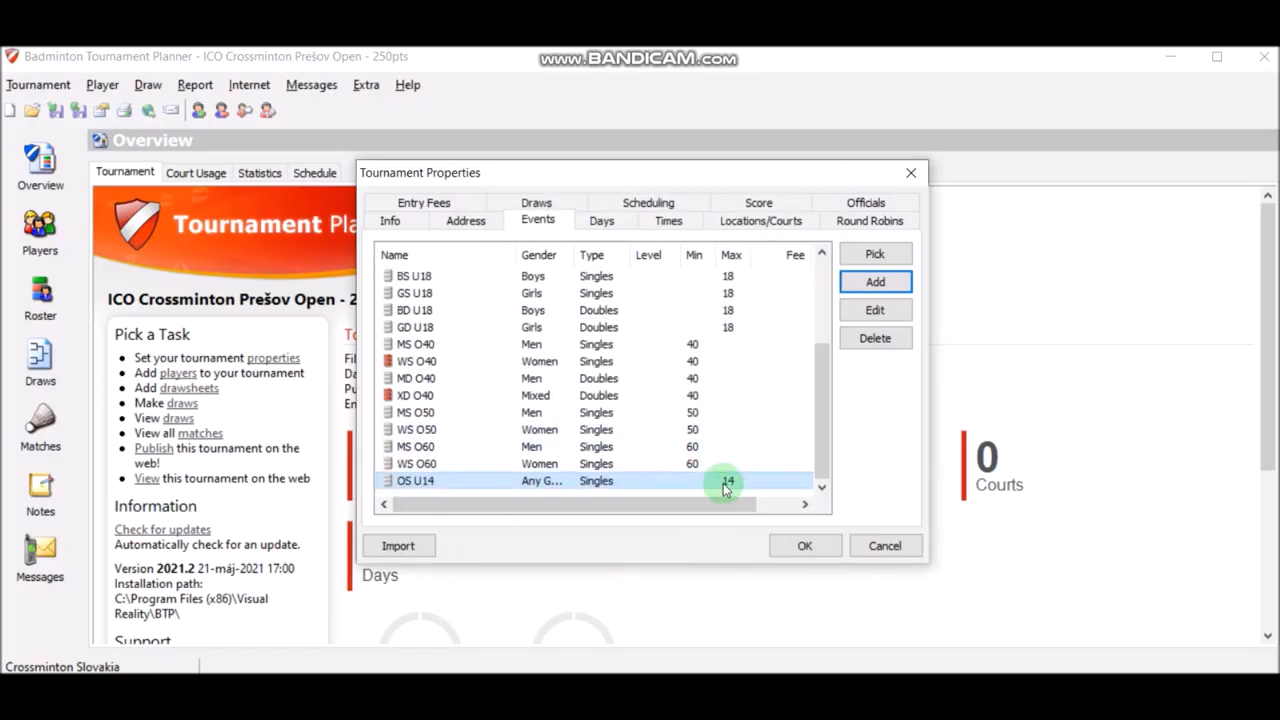 www.BANDICAM.com
Badminton Tournament Planner - ICO Crossminton Prešov Open - 250pts
Tournament Player Draw Report Internet Messages Extra Help
Overview
Tournament Court Usage Statistics Schedule
Overview
Players
Roster
Draws
Matches
Notes
Messages
Tournament Pla
ICO Crossminton Prešov Open - 2
Pick a Task
Set your tournament properties
Add players to your tournament
Add drawsheets
Make draws
View draws
View all matches
Publish this tournament on the
web!
View this tournament on the web
Information
Check for updates
Automatically check for an update.
Version 2021.2 21-máj-2021 17:00
Installation path:
C:\Program Files (x86)\Visual
Reality\BTP\
Support
Tournament Properties
Entry Fees Draws Scheduling Score Officials
Info Address Events Days Times Locations/Courts Round Robins
Name Gender Type Level Min Max Fee
BS U18 Boys Singles 18
GS U18 Girls Singles 18
BD U18 Boys Doubles 18
GD U18 Girls Doubles 18
MS O40 Men Singles 40
WS O40 Women Singles 40
MD O40 Men Doubles 40
XD O40 Mixed Doubles 40
MS O50 Men Singles 50
WS O50 Women Singles 50
MS O60 Men Singles 60
WS O60 Women Singles 60
OS U14 Any G... Singles 14
Pick
Add
Edit
Delete
Import OK Cancel
0
Courts
Days
Crossminton Slovakia